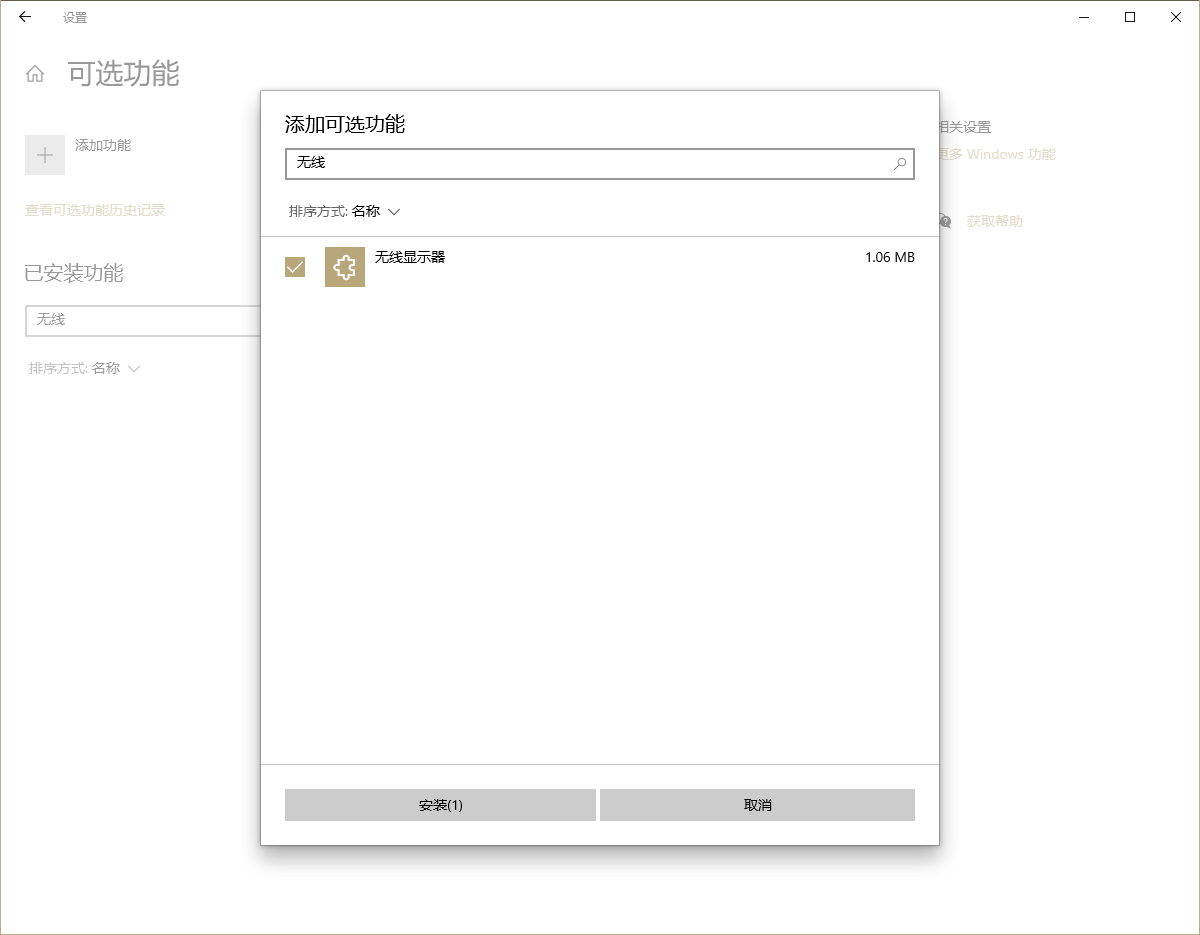 设置
可选功能
添加功能
查看可选功能历史记录
已安装功能
无线
排序方式: 名称
添加可选功能
无线
排序方式: 名称
无线显示器
1.06 MB
安装(1)
取消
相关设置
更多 Windows 功能
获取帮助